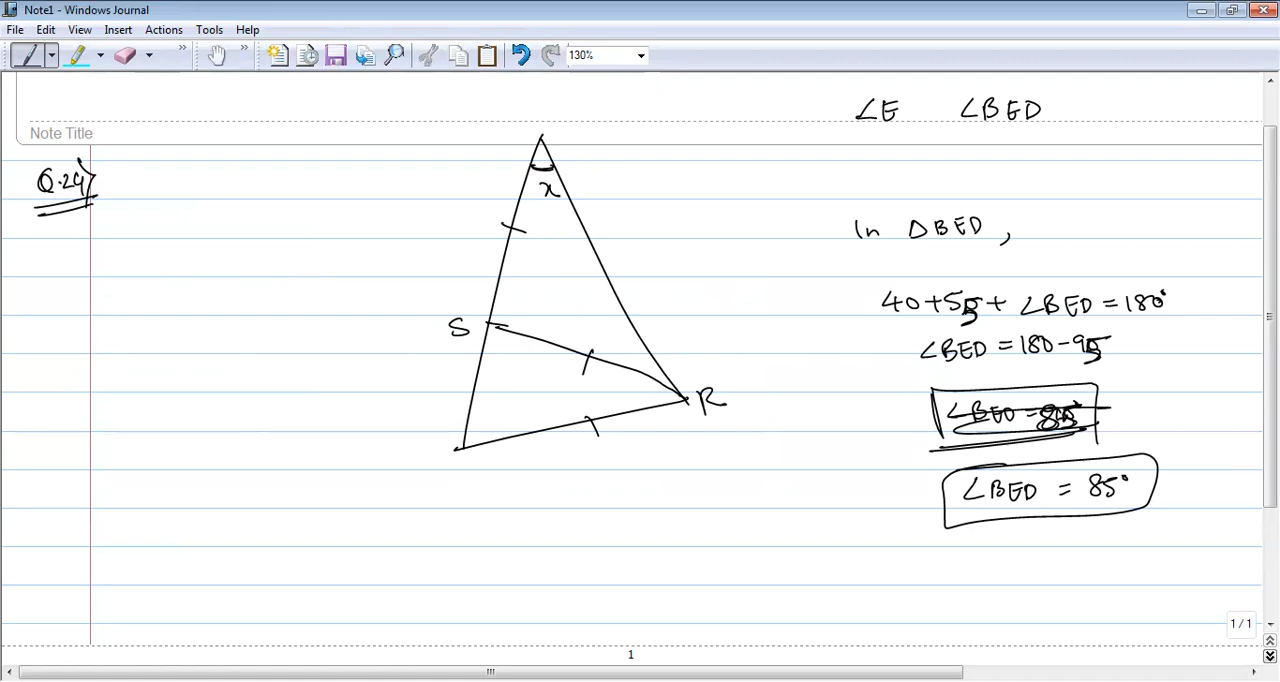 Note1 - Windows Journal
File Edit View Insert Actions Tools Help
130%
Note Title
∠E ∠BED
Q.24)
x
S
R
In △BED,
40+55+ ∠BED = 180°
∠BED = 180 - 95
∠BED = 85°
1 / 1
1